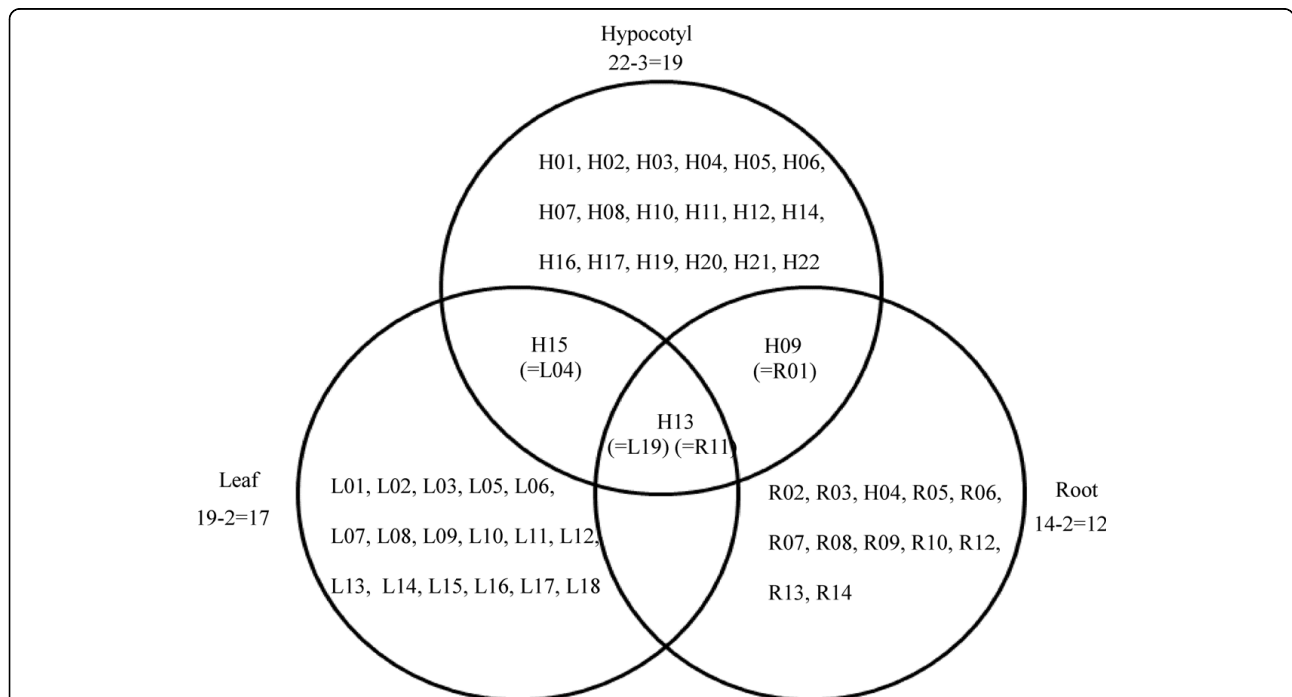 Hypocotyl
22-3=19
H01, H02, H03, H04, H05, H06,
H07, H08, H10, H11, H12, H14,
H16, H17, H19, H20, H21, H22
H15
(=L04)
H09
(=R01)
H13
(=L19) (=R11)
Leaf
19-2=17
L01, L02, L03, L05, L06,
L07, L08, L09, L10, L11, L12,
L13, L14, L15, L16, L17, L18
R02, R03, H04, R05, R06,
R07, R08, R09, R10, R12,
R13, R14
Root
14-2=12